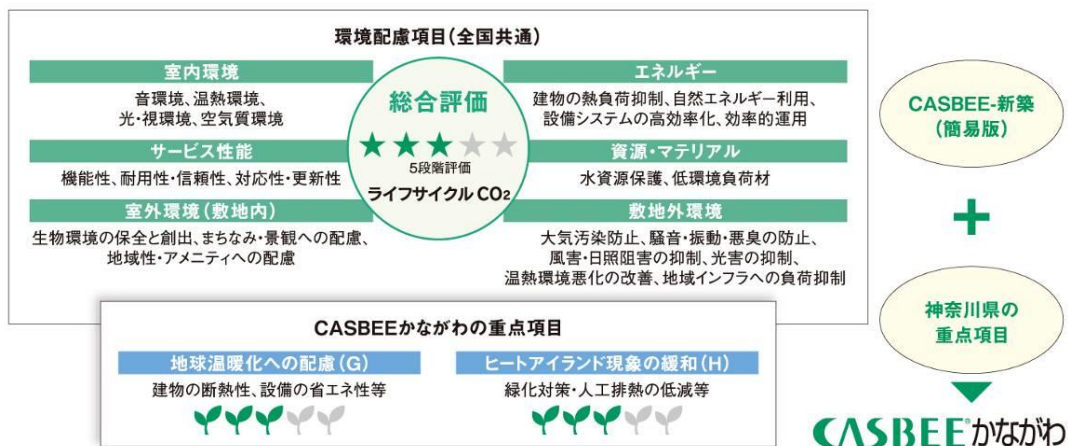 環境配慮項目(全国共通)
室内環境
音環境、温熱環境、
光・視環境、空気質環境
サービス性能
機能性、耐用性・信頼性、対応性・更新性
室外環境(敷地内)
生物環境の保全と創出、まちなみ・景観への配慮、
地域性・アメニティへの配慮
総合評価
5段階評価
ライフサイクルCO2
エネルギー
建物の熱負荷抑制、自然エネルギー利用、
設備システムの高効率化、効率的運用
資源・マテリアル
水資源保護、低環境負荷材
敷地外環境
大気汚染防止、騒音・振動・悪臭の防止、
風害・日照阻害の抑制、光害の抑制、
温熱環境悪化の改善、地域インフラへの負荷抑制
CASBEEかながわの重点項目
地球温暖化への配慮(G)
建物の断熱性、設備の省エネ性等
ヒートアイランド現象の緩和(H)
緑化対策・人工排熱の低減等
CASBEE-新築
(簡易版)
+
神奈川県の
重点項目
CASBEE®かながわ